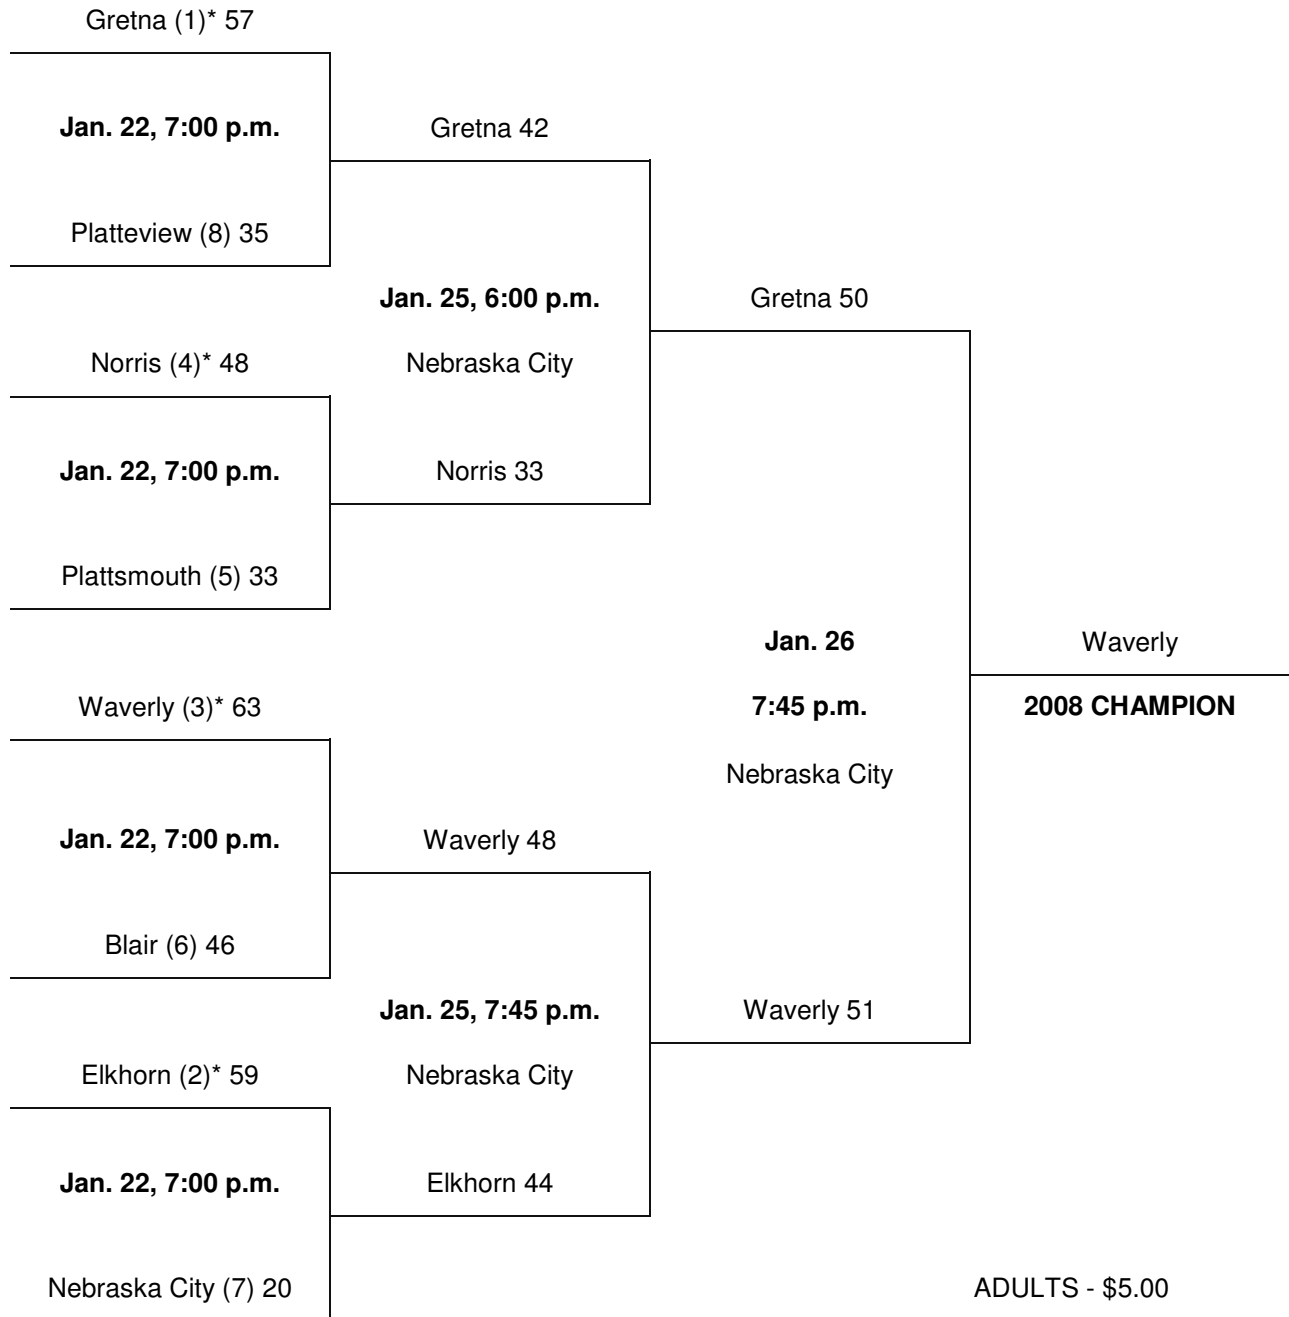 Gretna (1)* 57
Jan. 22, 7:00 p.m.
Gretna 42
Platteview (8) 35
Jan. 25, 6:00 p.m.
Gretna 50
Norris (4)* 48
Nebraska City
Jan. 22, 7:00 p.m.
Norris 33
Plattsmouth (5) 33
Jan. 26
Waverly
Waverly (3)* 63
7:45 p.m.
2008 CHAMPION
Nebraska City
Jan. 22, 7:00 p.m.
Waverly 48
Blair (6) 46
Jan. 25, 7:45 p.m.
Waverly 51
Elkhorn (2)* 59
Nebraska City
Jan. 22, 7:00 p.m.
Elkhorn 44
Nebraska City (7) 20
ADULTS - $5.00